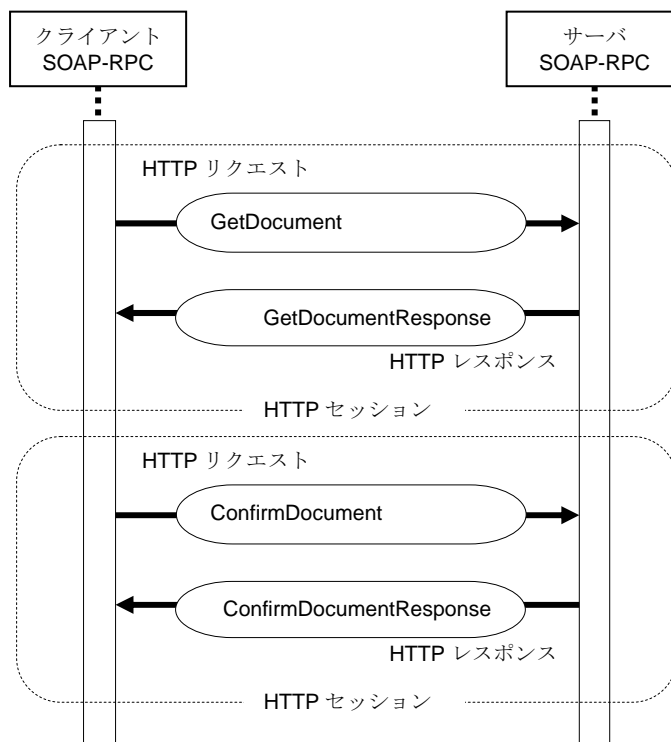 クライアント
SOAP-RPC
サーバ
SOAP-RPC
HTTP リクエスト
GetDocument
GetDocumentResponse
HTTP レスポンス
HTTP セッション
HTTP リクエスト
ConfirmDocument
ConfirmDocumentResponse
HTTP レスポンス
HTTP セッション